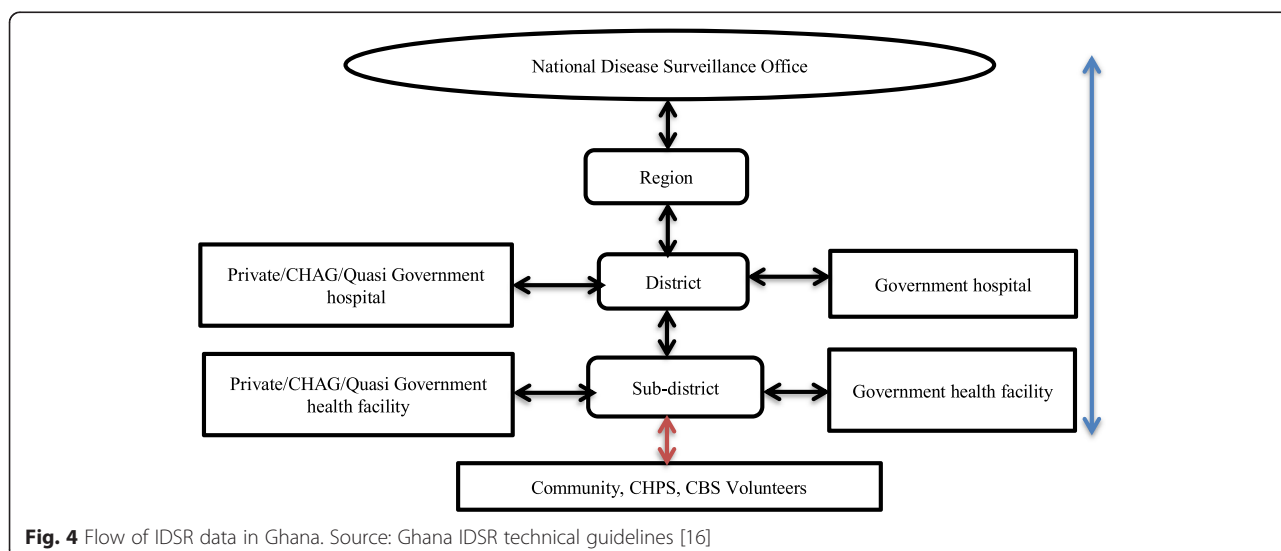 National Disease Surveillance Office
Region
Private/CHAG/Quasi Government
hospital
District
Government hospital
Private/CHAG/Quasi Government
health facility
Sub-district
Government health facility
Community, CHPS, CBS Volunteers
Fig. 4 Flow of IDSR data in Ghana. Source: Ghana IDSR technical guidelines [16]